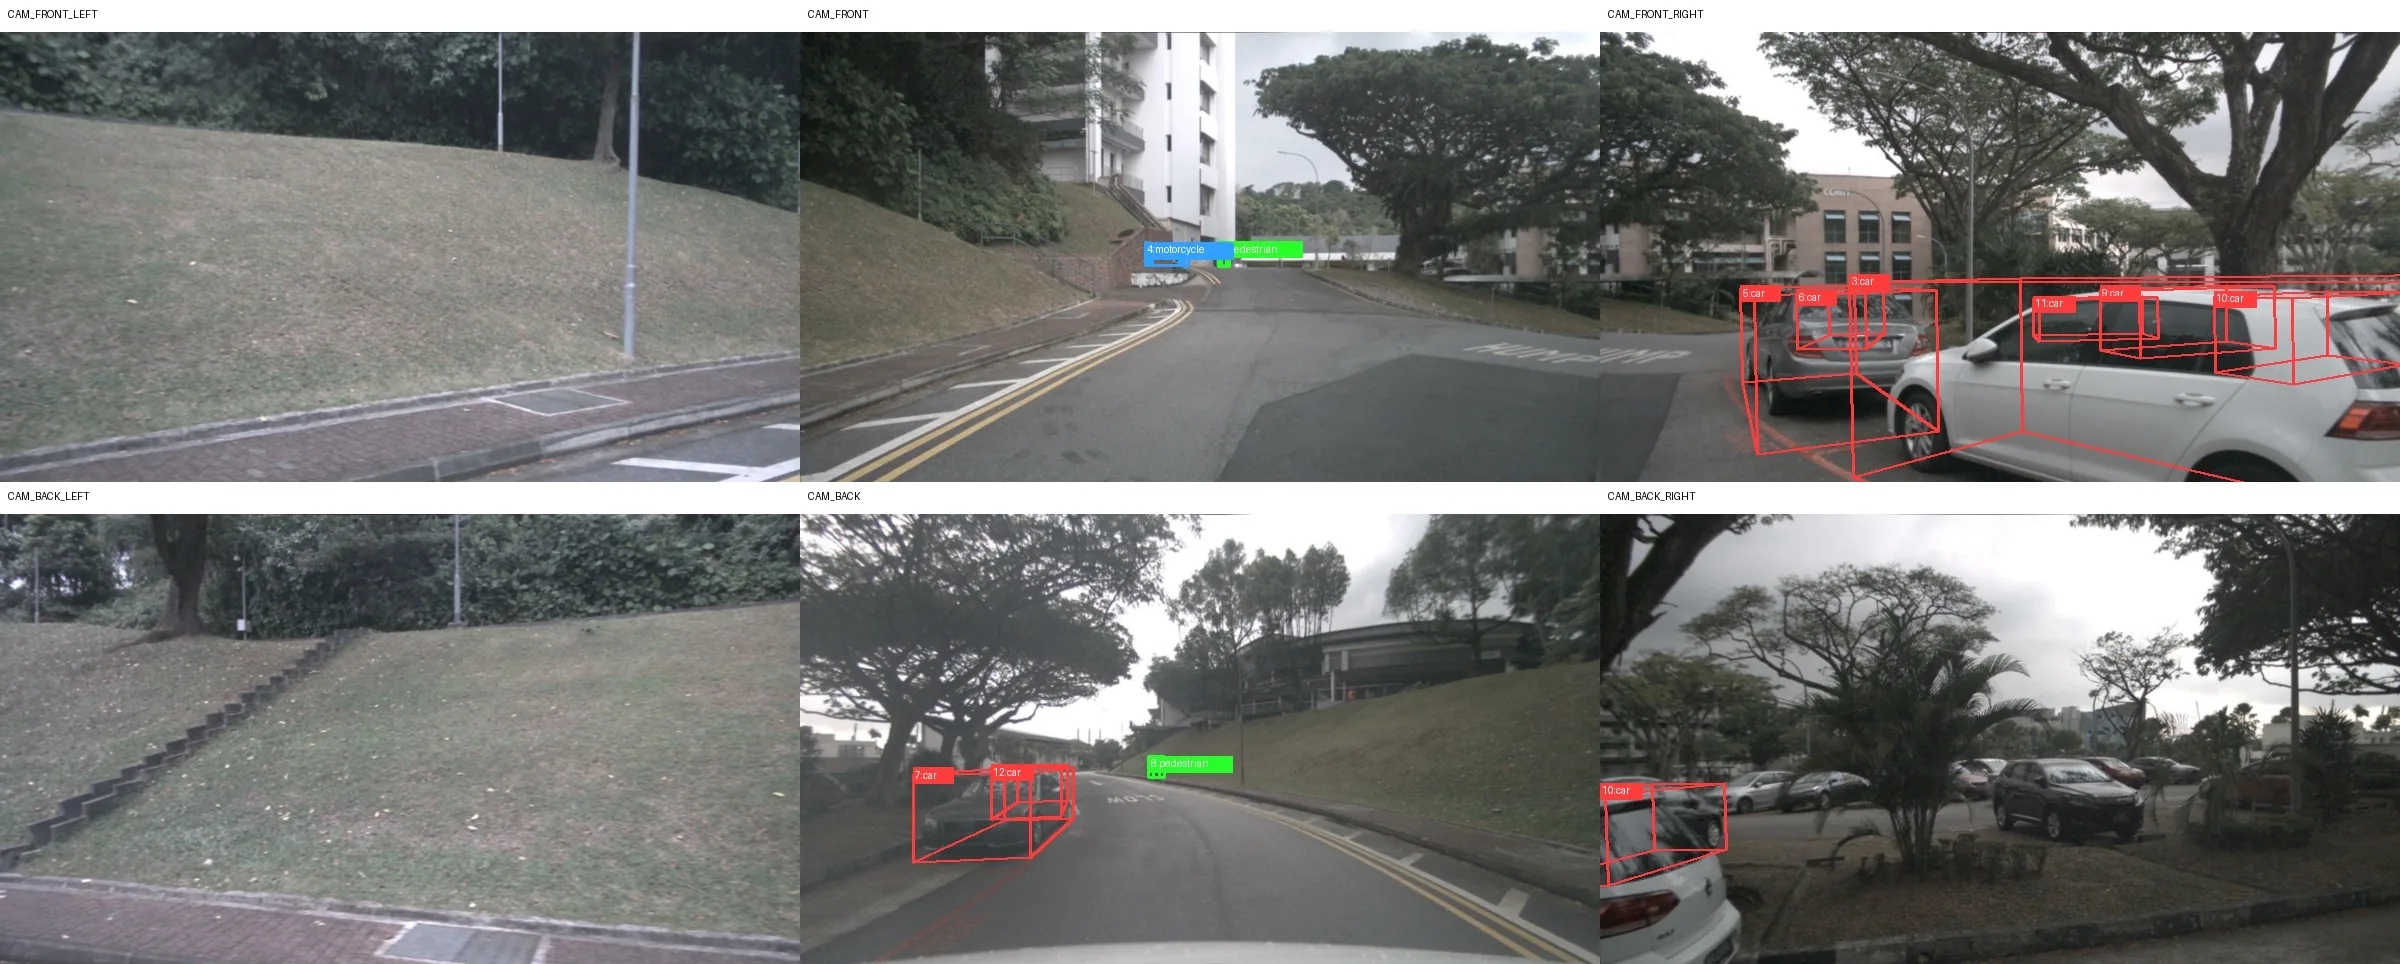 CAM_FRONT_LEFT
CAM_FRONT
CAM_FRONT_RIGHT
4:motorcycle
edestrian
HUMP
UMP
5:car
6:car
3:car
11:car
9:car
10:car
CAM_BACK_LEFT
CAM_BACK
CAM_BACK_RIGHT
7:car
12:car
8:pedestrian
SLOW
10:car